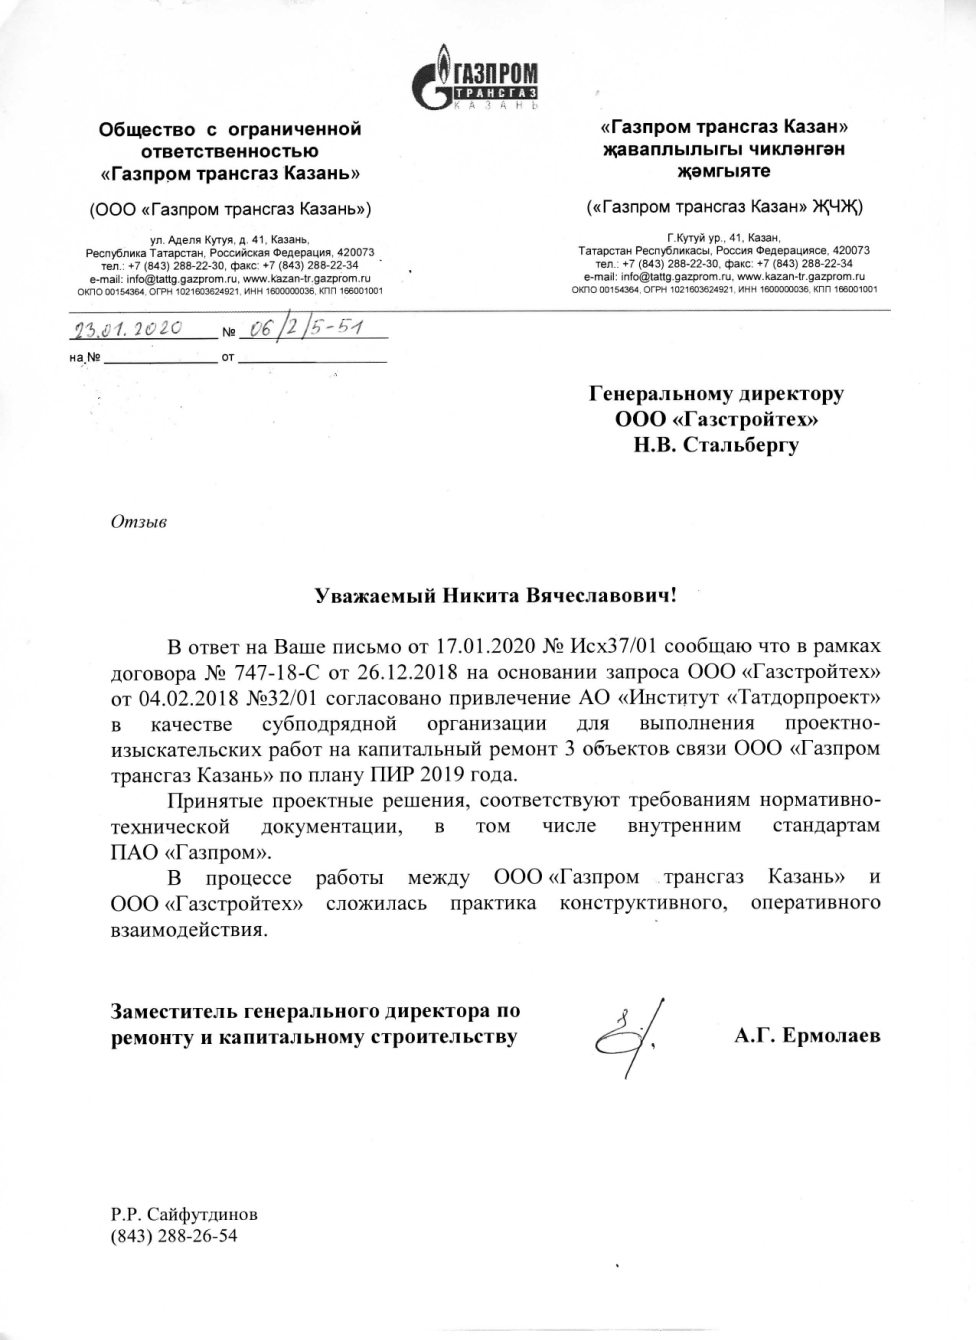 ГАЗПРОМ
ТРАНСГАЗ
КАЗАНЬ
Общество с ограниченной
ответственностью
«Газпром трансгаз Казань»
(ООО «Газпром трансгаз Казань»)
ул. Аделя Кутуя, д. 41, Казань,
Республика Татарстан, Российская Федерация, 420073
тел.: +7 (843) 288-22-30, факс: +7 (843) 288-22-34
e-mail: info@tattg.gazprom.ru, www.kazan-tr.gazprom.ru
ОКПО 00154364, ОГРН 1021603624921, ИНН 1600000036, КПП 166001001
«Газпром трансгаз Казан»
җаваплылыгы чикләнгән
җәмгыяте
(«Газпром трансгаз Казан» ҖЧҖ)
Г.Кутуй ур., 41, Казан,
Татарстан Республикасы, Россия Федерациясе, 420073
тел.: +7 (843) 288-22-30, факс: +7 (843) 288-22-34
e-mail: info@tattg.gazprom.ru, www.kazan-tr.gazprom.ru
ОКПО 00154364, ОГРН 1021603624921, ИНН 1600000036, КПП 166001001
23.01.2020 № 06/2/5-51
на № от
Генеральному директору
ООО «Газстройтех»
Н.В. Стальбергу
Отзыв
Уважаемый Никита Вячеславович!
В ответ на Ваше письмо от 17.01.2020 № Исх37/01 сообщаю что в рамках
договора № 747-18-С от 26.12.2018 на основании запроса ООО «Газстройтех»
от 04.02.2018 №32/01 согласовано привлечение АО «Институт «Татдорпроект»
в качестве субподрядной организации для выполнения проектно-
изыскательских работ на капитальный ремонт 3 объектов связи ООО «Газпром
трансгаз Казань» по плану ПИР 2019 года.
Принятые проектные решения, соответствуют требованиям нормативно-
технической документации, в том числе внутренним стандартам
ПАО «Газпром».
В процессе работы между ООО «Газпром трансгаз Казань» и
ООО «Газстройтех» сложилась практика конструктивного, оперативного
взаимодействия.
Заместитель генерального директора по
ремонту и капитальному строительству
А.Г. Ермолаев
Р.Р. Сайфутдинов
(843) 288-26-54